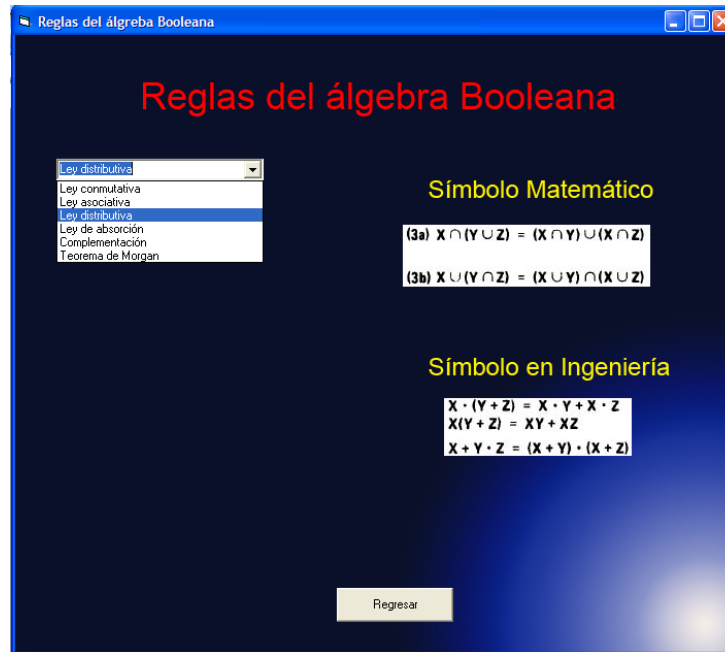 Reglas del álgreba Booleana
Reglas del álgebra Booleana
Ley distributiva
Ley conmutativa
Ley asociativa
Ley distributiva
Ley de absorción
Complementación
Teorema de Morgan
Símbolo Matemático
(3a) X ∩ (Y ∪ Z) = (X ∩ Y) ∪ (X ∩ Z)
(3b) X ∪ (Y ∩ Z) = (X ∪ Y) ∩ (X ∪ Z)
Símbolo en Ingeniería
X · (Y + Z) = X · Y + X · Z
X(Y + Z) = XY + XZ
X + Y · Z = (X + Y) · (X + Z)
Regresar